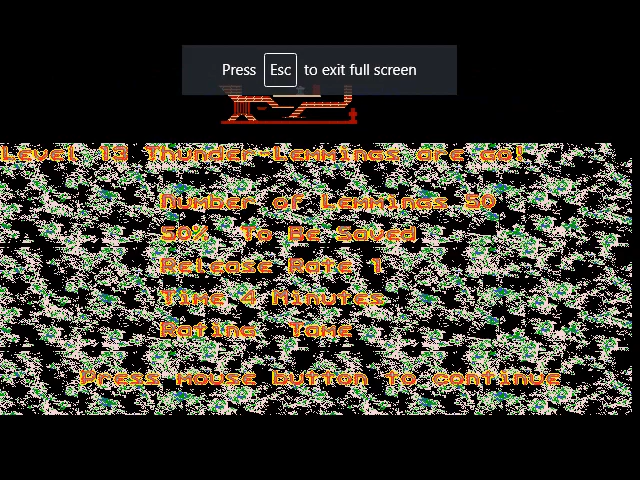 Press Esc to exit full screen
Level 13 Thunder-Lemmings are go!
Number of Lemmings 50
50% To Be Saved
Release Rate 1
Time 4 Minutes
Rating Tame
Press mouse button to continue